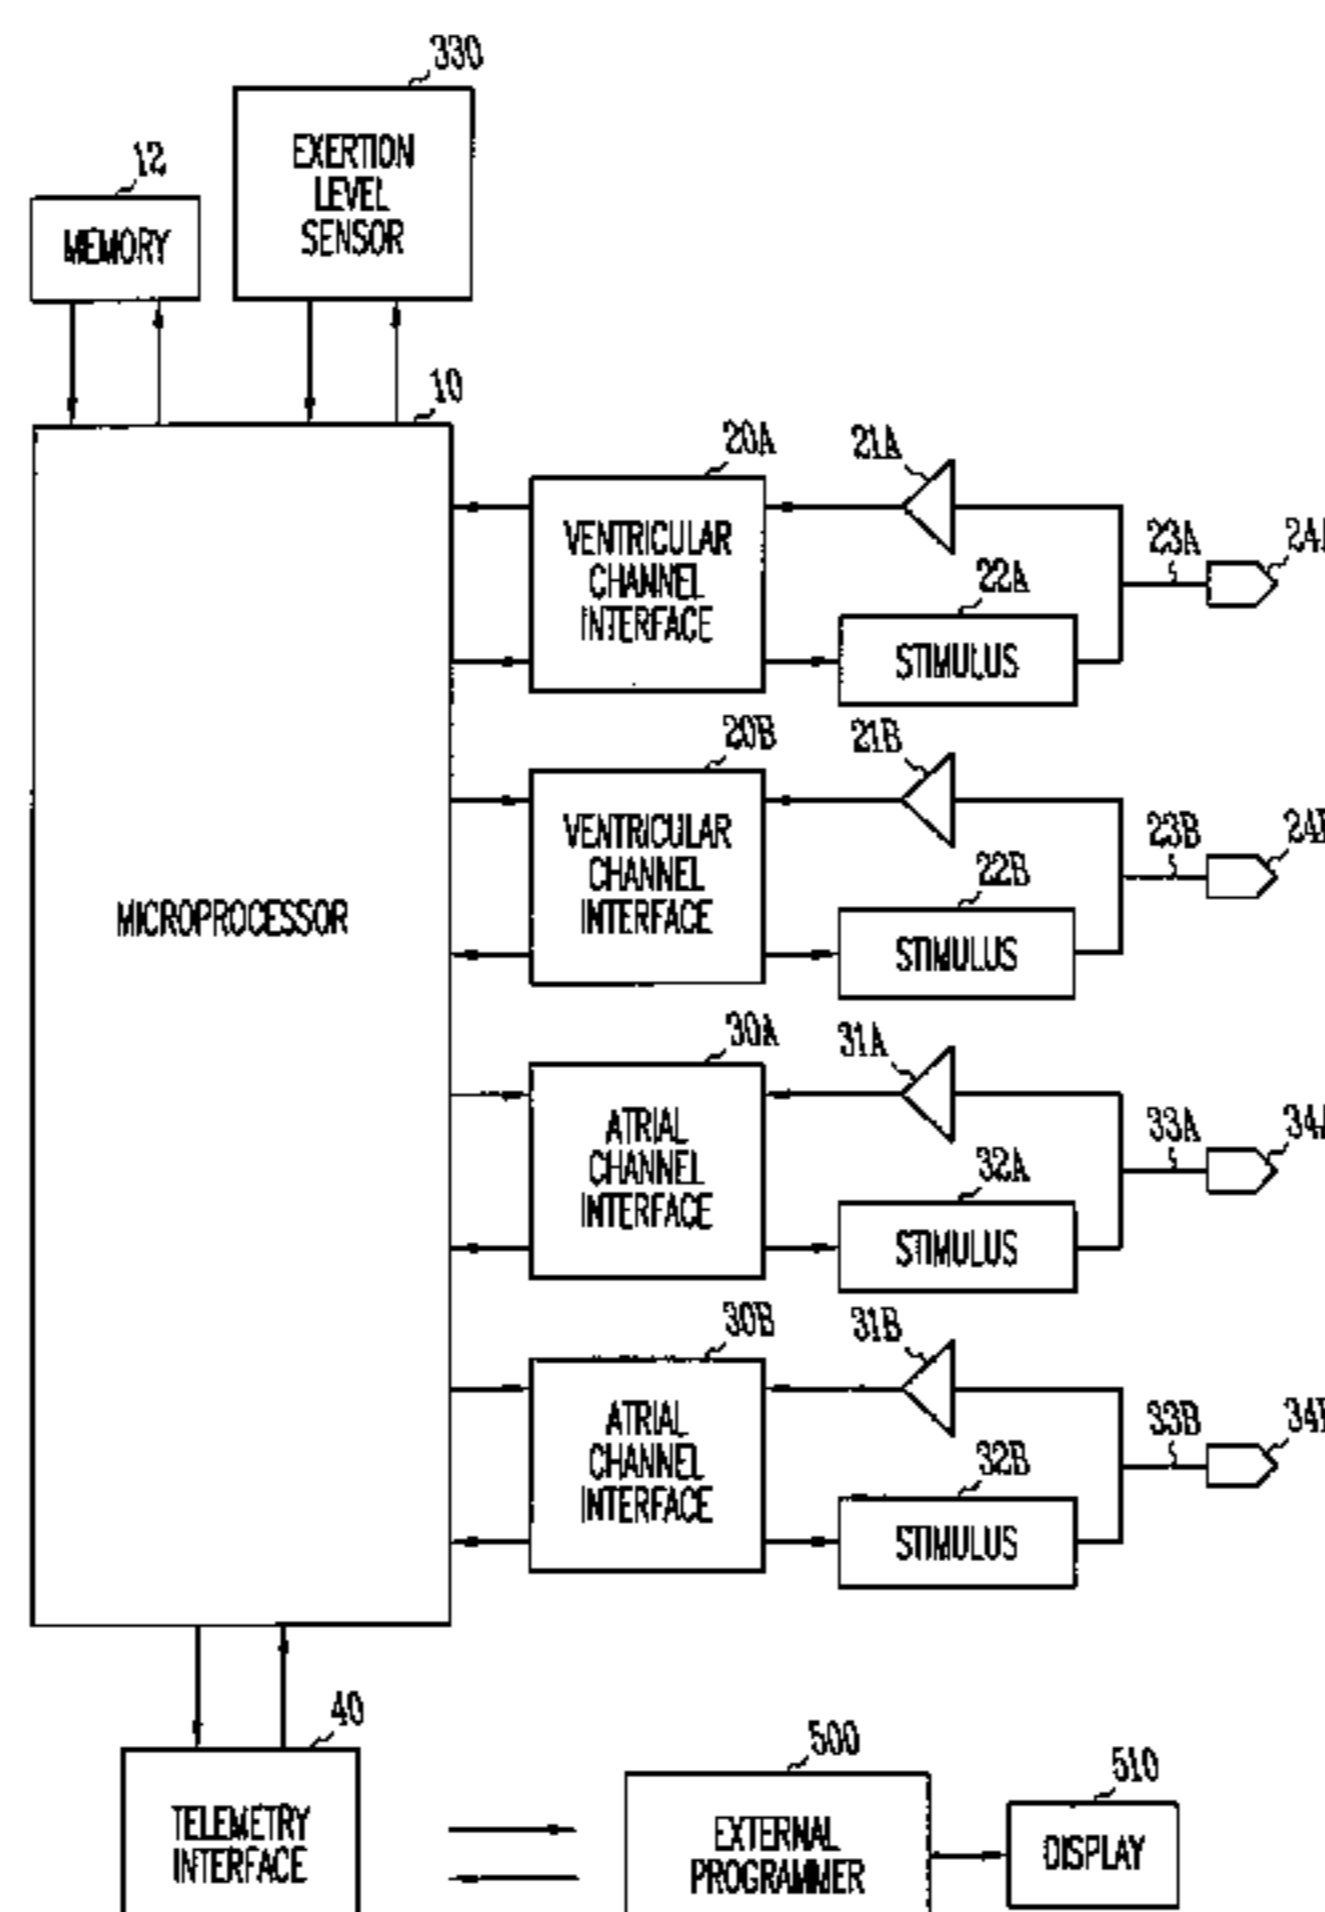 330
EXERTION
LEVEL
SENSOR
12
MEMORY
10
MICROPROCESSOR
20A
VENTRICULAR
CHANNEL
INTERFACE
21A
22A
STIMULUS
23A
20B
VENTRICULAR
CHANNEL
INTERFACE
21B
22B
STIMULUS
23B
30A
ATRIAL
CHANNEL
INTERFACE
31A
32A
STIMULUS
33A
30B
ATRIAL
CHANNEL
INTERFACE
31B
32B
STIMULUS
33B
40
TELEMETRY
INTERFACE
500
EXTERNAL
PROGRAMMER
510
DISPLAY